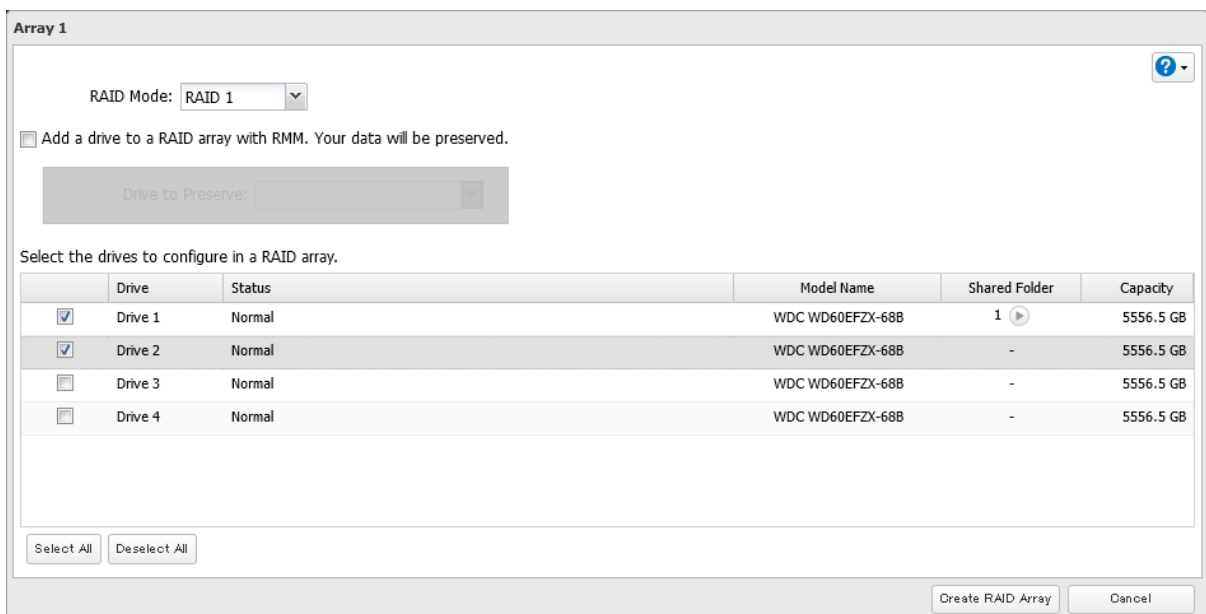 Array 1
?
RAID Mode: RAID 1
Add a drive to a RAID array with RMM. Your data will be preserved.
Drive to Preserve:
Select the drives to configure in a RAID array.
Drive Status Model Name Shared Folder Capacity
Drive 1 Normal WDC WD60EFZX-68B 1 5556.5 GB
Drive 2 Normal WDC WD60EFZX-68B - 5556.5 GB
Drive 3 Normal WDC WD60EFZX-68B - 5556.5 GB
Drive 4 Normal WDC WD60EFZX-68B - 5556.5 GB
Select All Deselect All
Create RAID Array Cancel